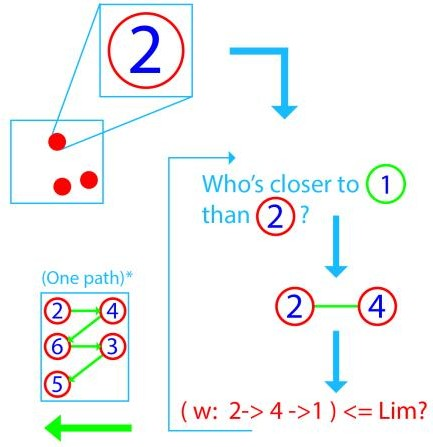 2
Who's closer to 1
than 2 ?
2 4
( w: 2-> 4 ->1 ) <= Lim?
(One path)*
2 4
6 3
5